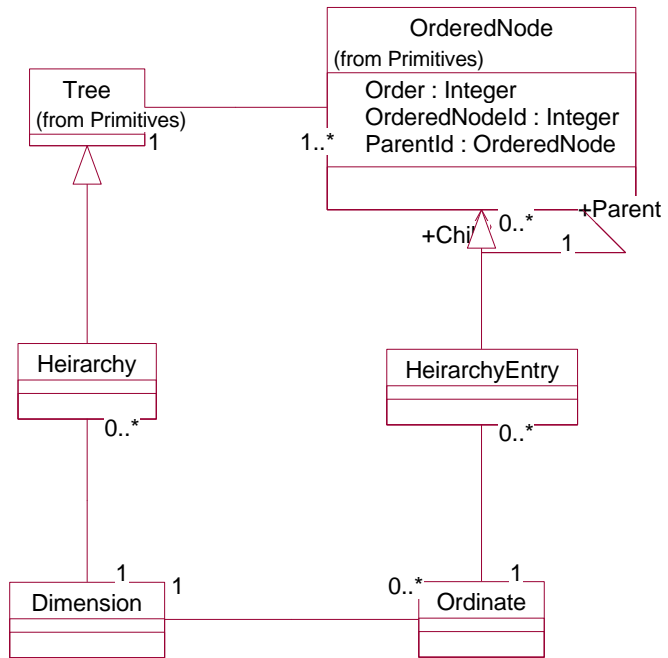 OrderedNode
(from Primitives)
Order : Integer
OrderedNodeId : Integer
ParentId : OrderedNode
Tree
(from Primitives)
1
1..*
+Parent
0..*
+Chil
1
Heirarchy
0..*
HeirarchyEntry
0..*
1
1
0..*
1
Dimension
Ordinate